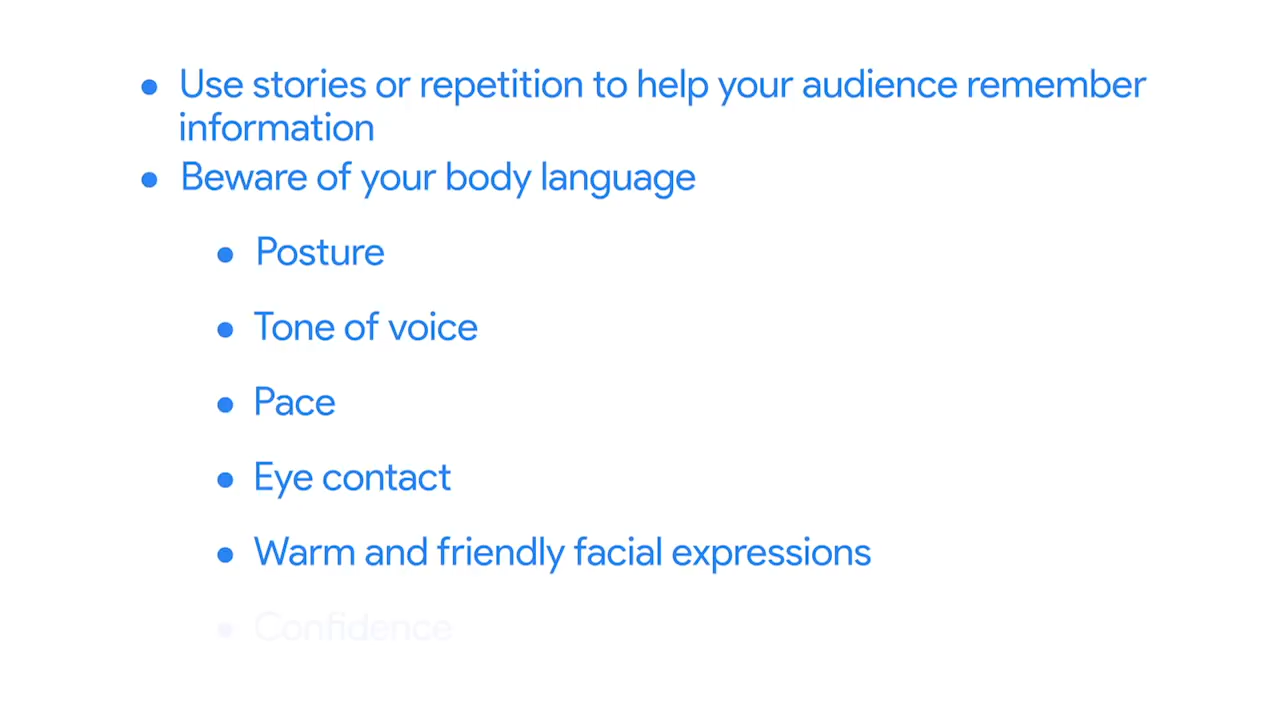 • Use stories or repetition to help your audience remember
information
• Beware of your body language
• Posture
• Tone of voice
• Pace
• Eye contact
• Warm and friendly facial expressions
• Confidence